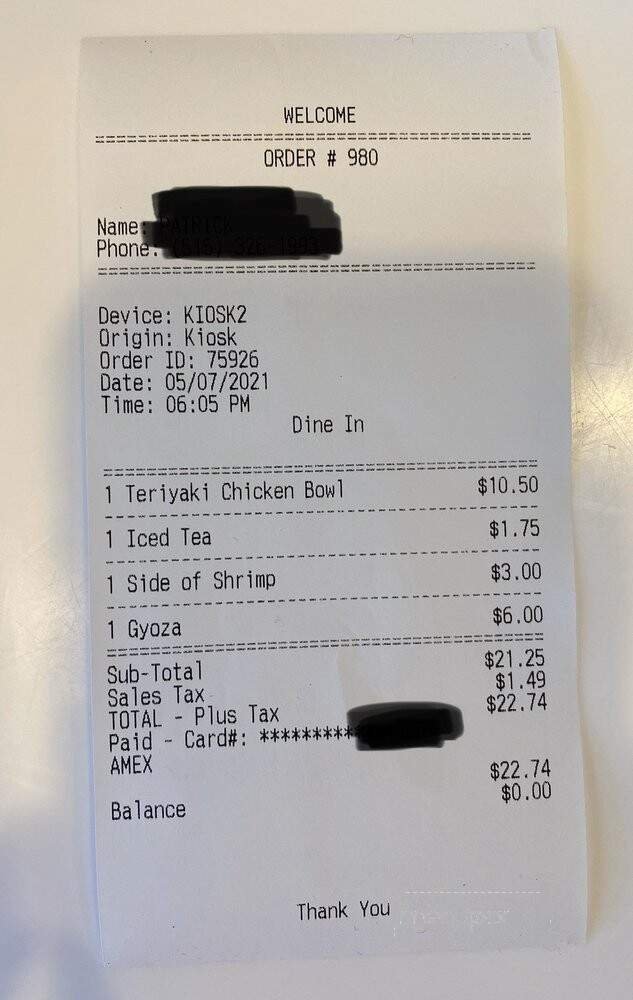 WELCOME
ORDER # 980
Name:
Phone:
Device: KIOSK2
Origin: Kiosk
Order ID: 75926
Date: 05/07/2021
Time: 06:05 PM
Dine In
1 Teriyaki Chicken Bowl $10.50
1 Iced Tea $1.75
1 Side of Shrimp $3.00
1 Gyoza $6.00
Sub-Total $21.25
Sales Tax $1.49
TOTAL - Plus Tax $22.74
Paid - Card#: *********
AMEX $22.74
Balance $0.00
Thank You